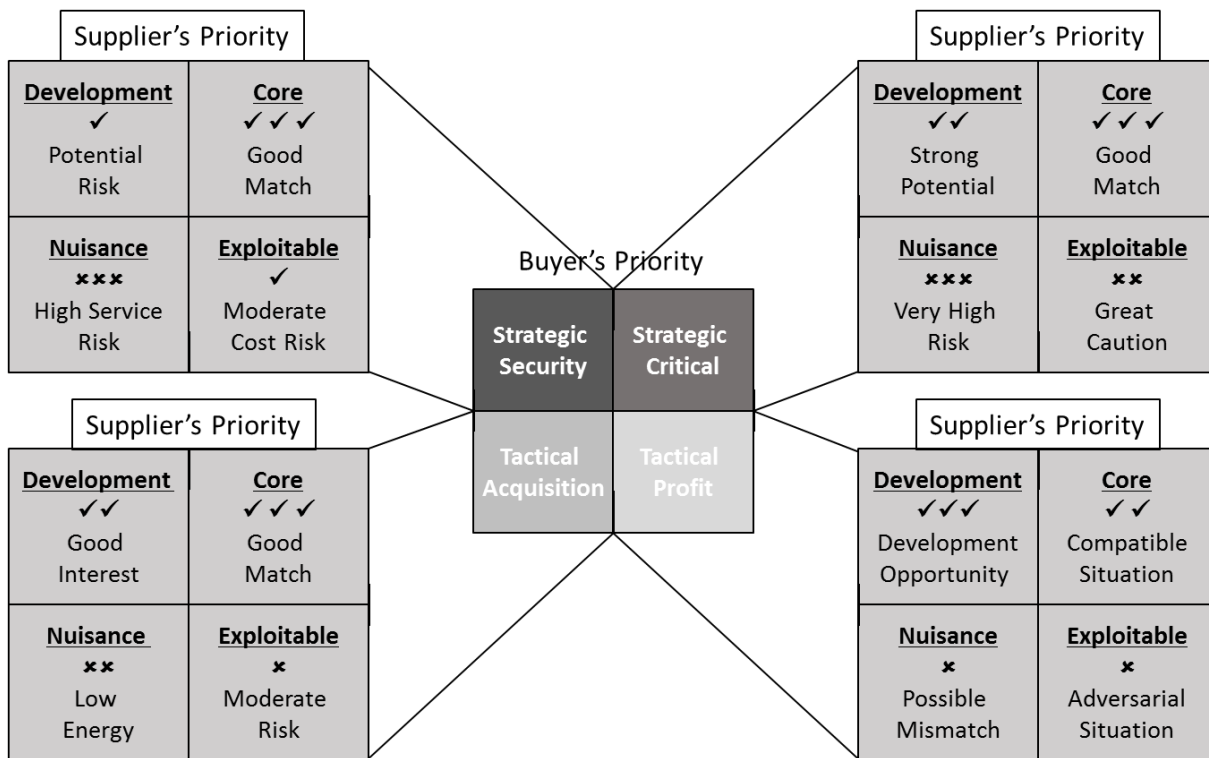 Supplier's Priority
Development
✓
Potential
Risk
Core
✓ ✓ ✓
Good
Match
Nuisance
✘✘✘
High Service
Risk
Exploitable
✓
Moderate
Cost Risk
Supplier's Priority
Development
✓✓
Strong
Potential
Core
✓ ✓ ✓
Good
Match
Nuisance
✘✘✘
Very High
Risk
Exploitable
✘✘
Great
Caution
Buyer's Priority
Strategic
Security
Strategic
Critical
Tactical
Acquisition
Tactical
Profit
Supplier's Priority
Development
✓✓
Good
Interest
Core
✓ ✓ ✓
Good
Match
Nuisance
✘✘
Low
Energy
Exploitable
✘
Moderate
Risk
Supplier's Priority
Development
✓✓✓
Development
Opportunity
Core
✓ ✓
Compatible
Situation
Nuisance
✘
Possible
Mismatch
Exploitable
✘
Adversarial
Situation